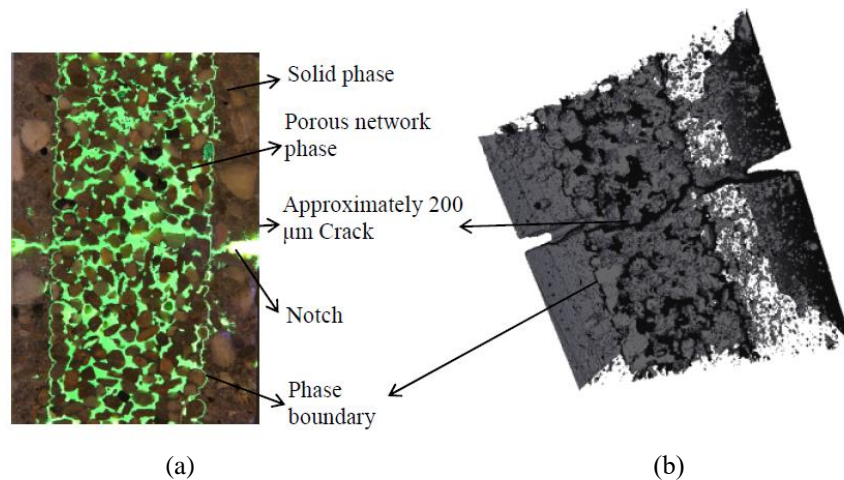 Solid phase
Porous network
phase
Approximately 200
μm Crack
Notch
Phase
boundary
(a)
(b)